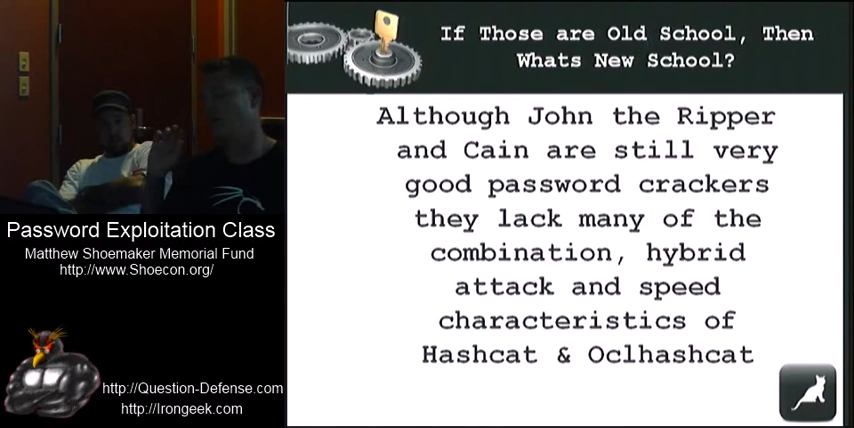 If Those are Old School, Then
Whats New School?
Although John the Ripper
and Cain are still very
good password crackers
they lack many of the
combination, hybrid
attack and speed
characteristics of
Hashcat & Oclhashcat
Password Exploitation Class
Matthew Shoemaker Memorial Fund
http://www.Shoecon.org/
http://Question-Defense.com
http://Irongeek.com